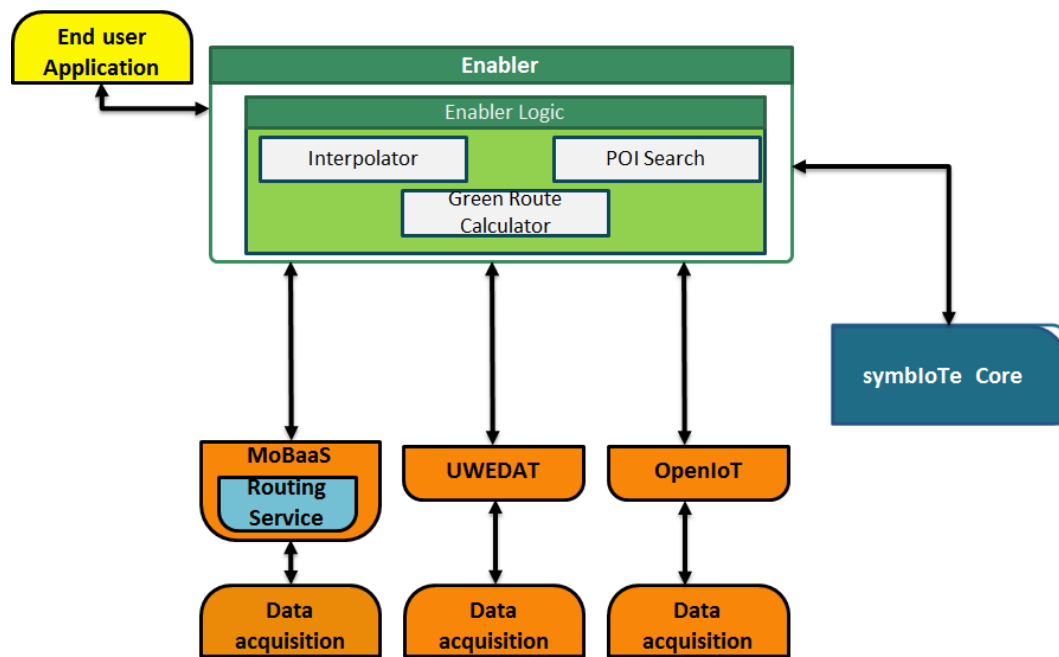 End user
Application
Enabler
Enabler Logic
Interpolator
POI Search
Green Route
Calculator
symbIoTe Core
MoBaaS
Routing
Service
UWEDAT
OpenIoT
Data
acquisition
Data
acquisition
Data
acquisition